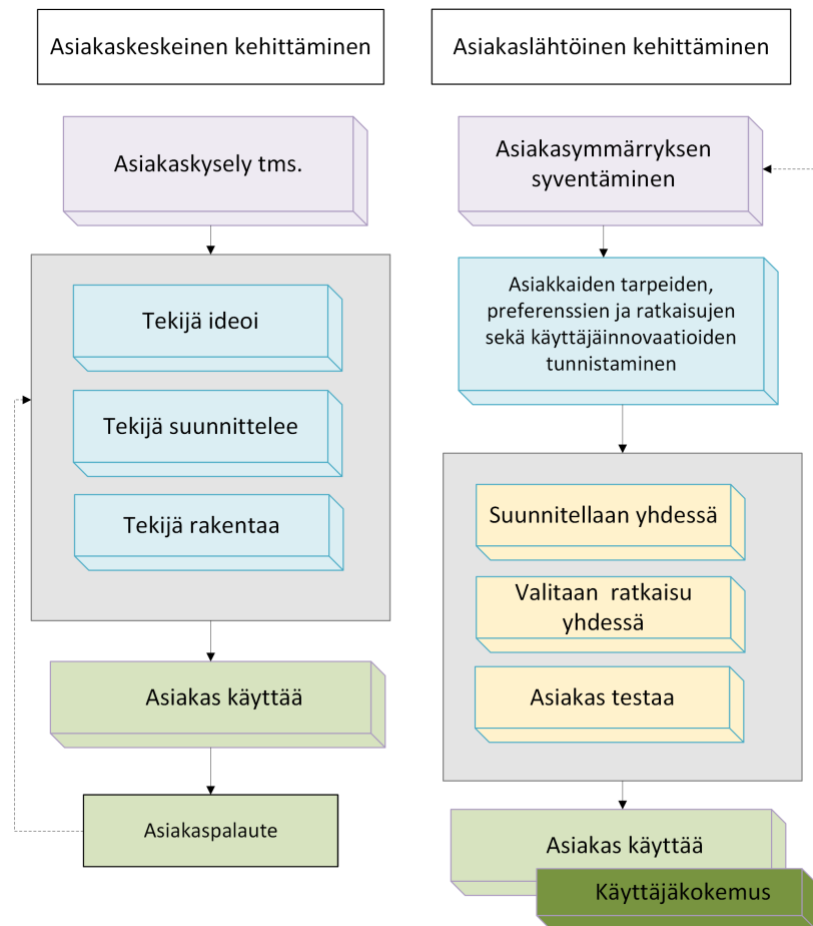 Asiakaskeskeinen kehittäminen
Asiakaskysely tms.
Tekijä ideoi
Tekijä suunnittelee
Tekijä rakentaa
Asiakas käyttää
Asiakaspalaute
Asiakaslähtöinen kehittäminen
Asiakasymmärryksen
syventäminen
Asiakkaiden tarpeiden,
preferenssien ja ratkaisujen
sekä käyttäjäinnovaatioiden
tunnistaminen
Suunnitellaan yhdessä
Valitaan ratkaisu
yhdessä
Asiakas testaa
Asiakas käyttää
Käyttäjäkokemus